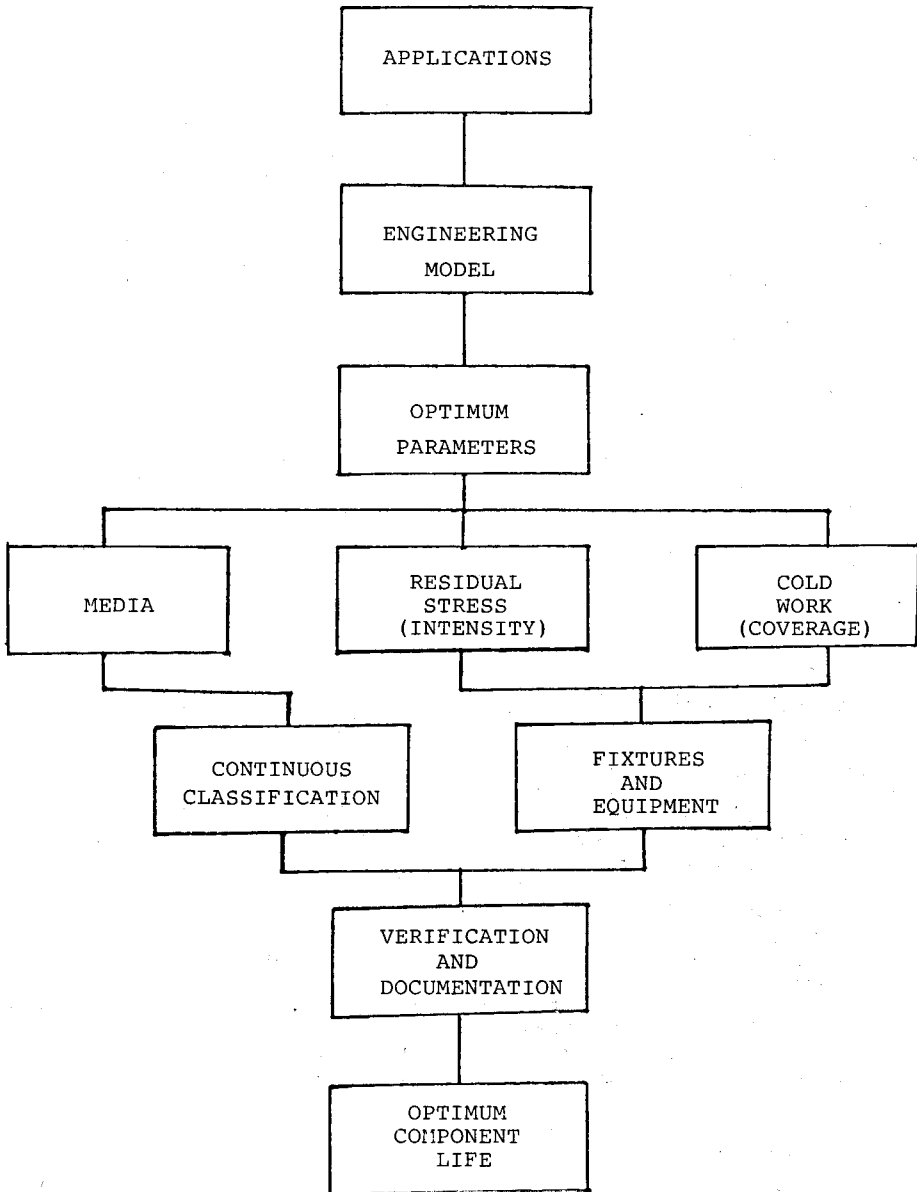 APPLICATIONS
ENGINEERING
MODEL
OPTIMUM
PARAMETERS
MEDIA
RESIDUAL
STRESS
(INTENSITY)
COLD
WORK
(COVERAGE)
CONTINUOUS
CLASSIFICATION
FIXTURES
AND
EQUIPMENT
VERIFICATION
AND
DOCUMENTATION
OPTIMUM
COMPONENT
LIFE